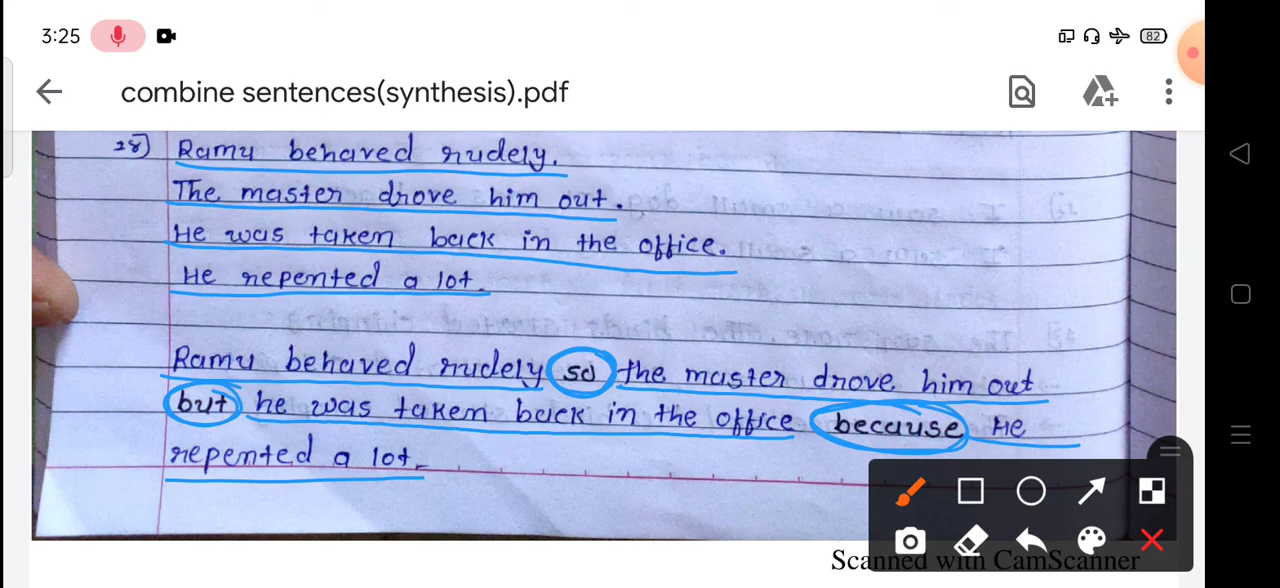 3:25
82
combine sentences(synthesis).pdf
28) Ramu behaved rudely.
The master drove him out.
He was taken back in the office.
He repented a lot.
Ramu behaved rudely so the master drove him out
but he was taken back in the office because He
repented a lot.
Scanned with CamScanner